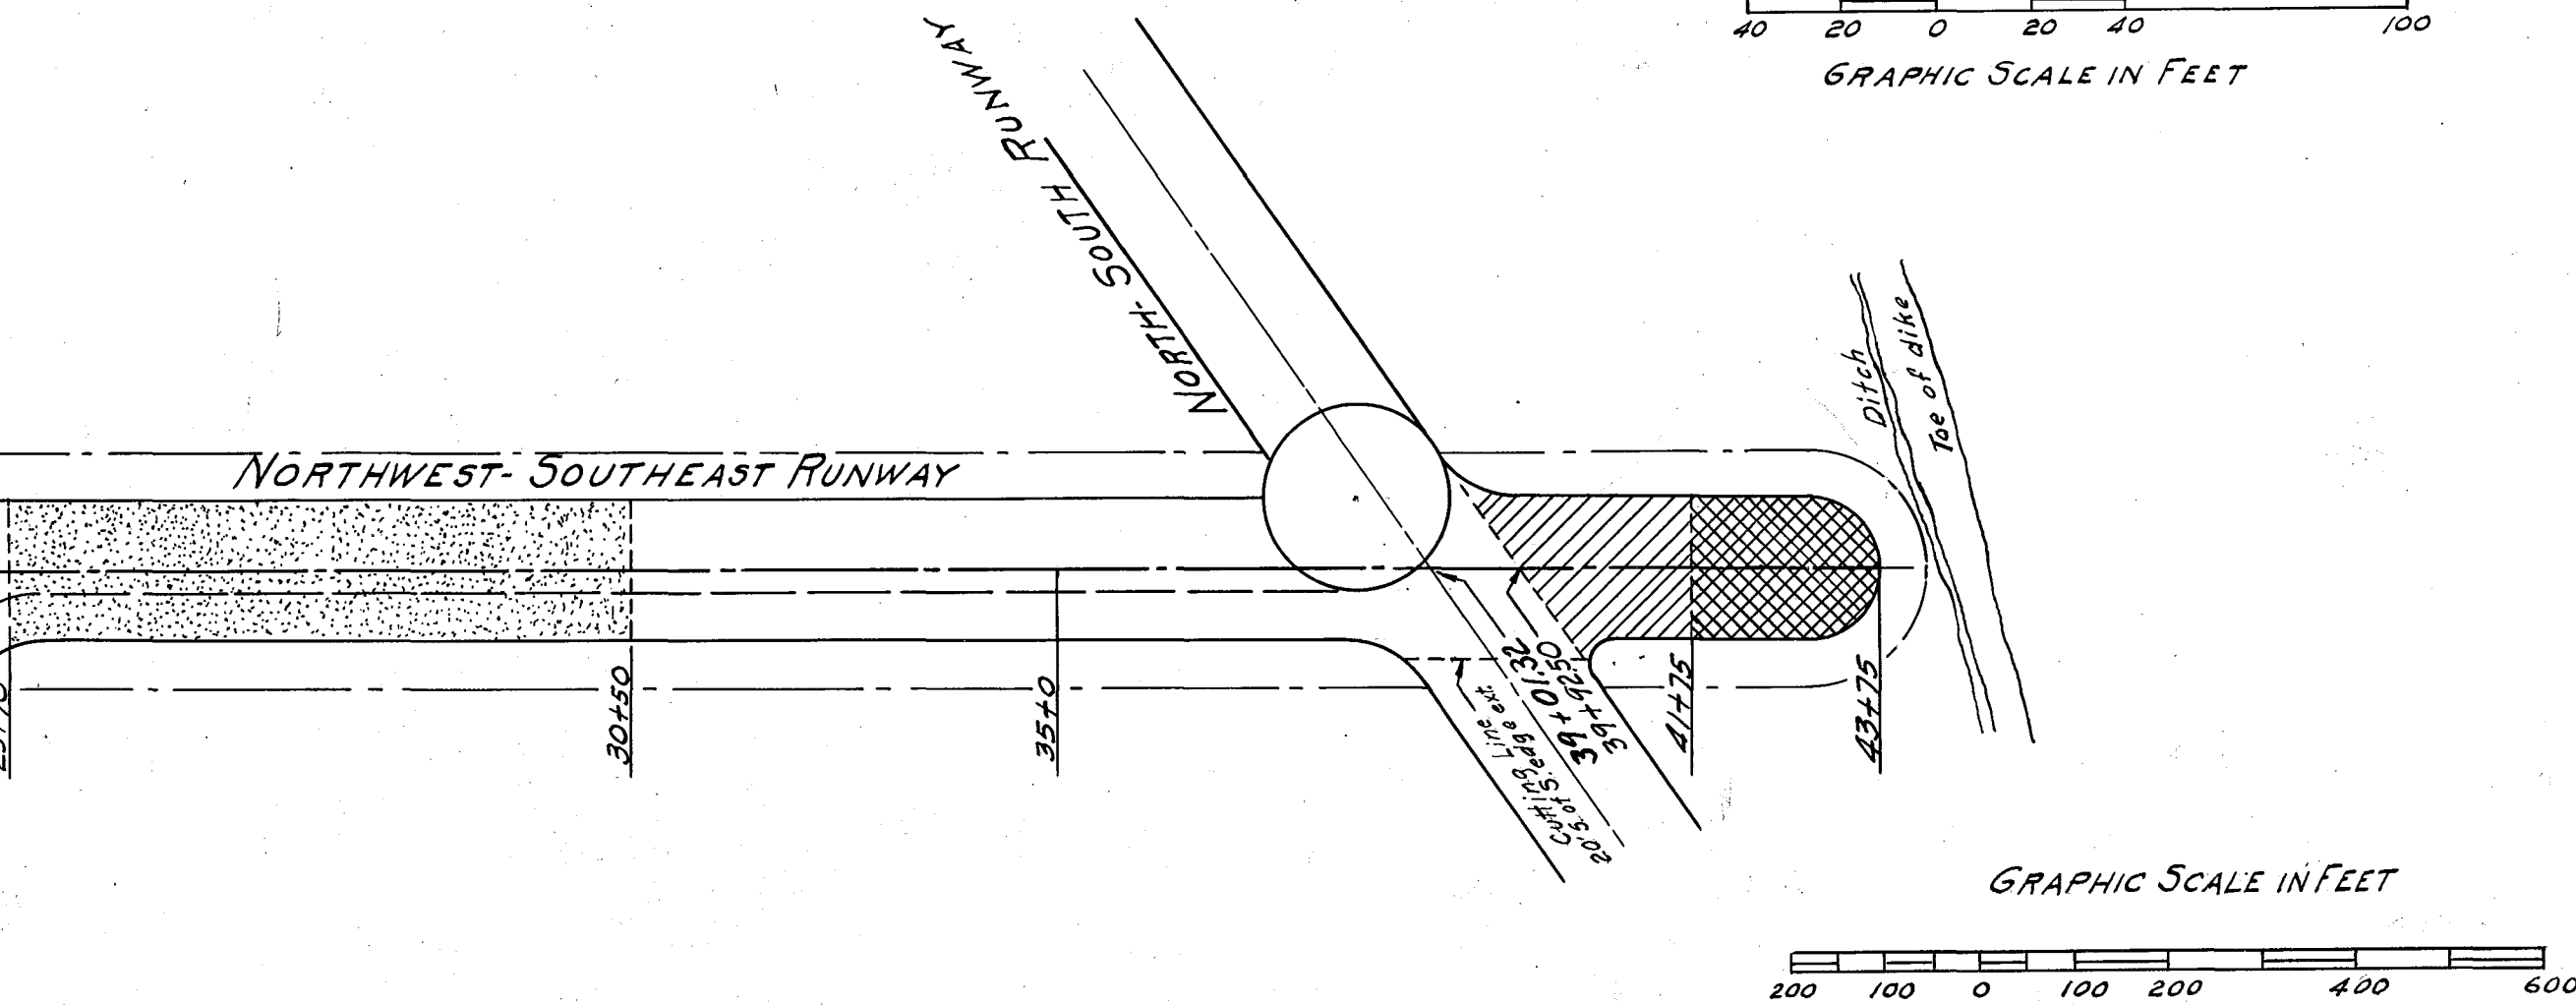 40 20 0 20 40 100
GRAPHIC SCALE IN FEET
NORTH-SOUTH RUNWAY
Ditch
Toe of dike
NORTHWEST-SOUTHEAST RUNWAY
30+50
35+0
Cutting Line
20' S. of S. edge ext.
39+01.32
39+92.50
41+75
43+75
GRAPHIC SCALE IN FEET
200 100 0 100 200 400 600